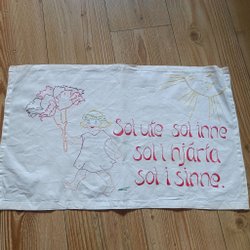 Sol ute sol inne
sol i hjärta
sol i sinne.